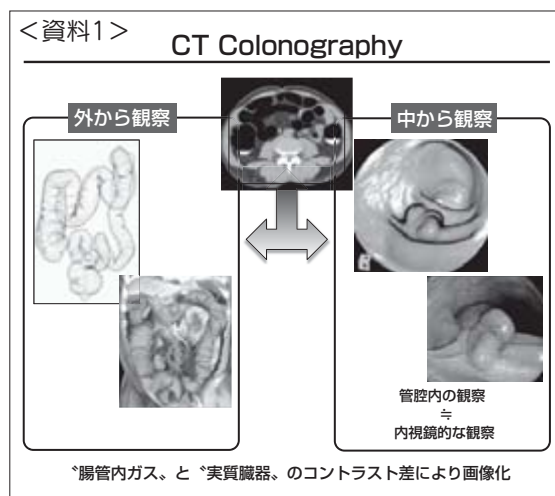 ＜資料1＞
CT Colonography
外から観察
中から観察
管腔内の観察
≒
内視鏡的な観察
〝腸管内ガス〟と〝実質臓器〟のコントラスト差により画像化